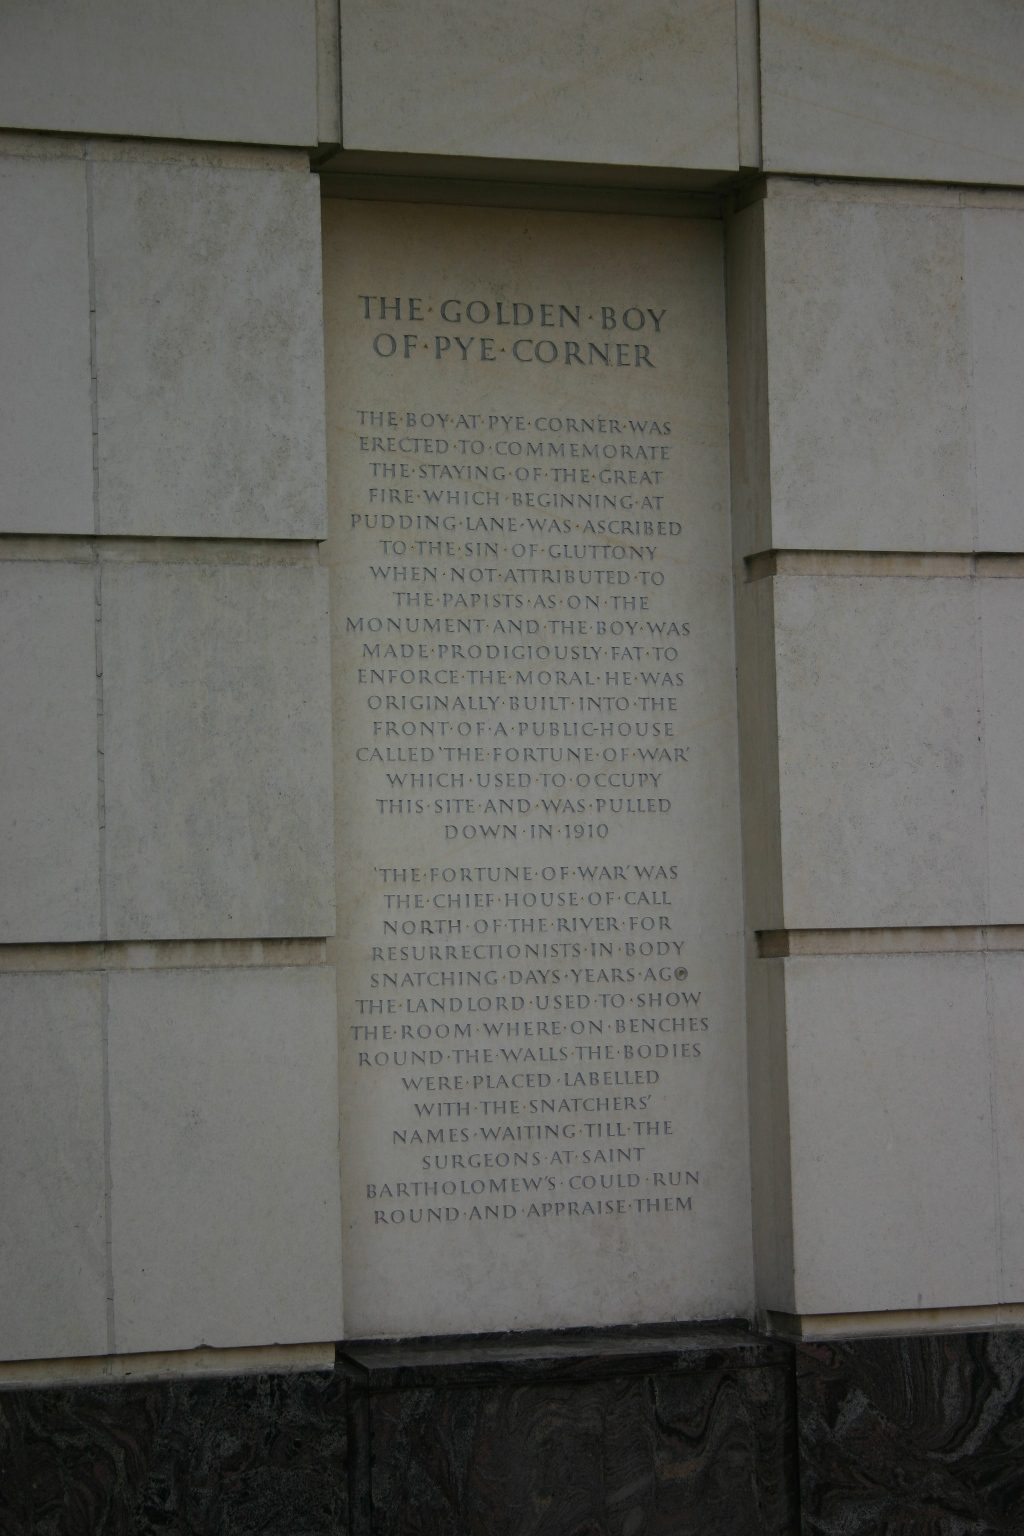 THE·GOLDEN·BOY
OF·PYE·CORNER
THE·BOY·AT·PYE·CORNER·WAS
ERECTED·TO·COMMEMORATE
THE·STAYING·OF·THE·GREAT
FIRE·WHICH·BEGINNING·AT
PUDDING·LANE·WAS·ASCRIBED
TO·THE·SIN·OF·GLUTTONY
WHEN·NOT·ATTRIBUTED·TO
THE·PAPISTS·AS·ON·THE
MONUMENT·AND·THE·BOY·WAS
MADE·PRODIGIOUSLY·FAT·TO
ENFORCE·THE·MORAL·HE·WAS
ORIGINALLY·BUILT·INTO·THE
FRONT·OF·A·PUBLIC-HOUSE
CALLED 'THE·FORTUNE·OF·WAR'
WHICH·USED·TO·OCCUPY
THIS·SITE·AND·WAS·PULLED
DOWN·IN·1910
'THE·FORTUNE·OF·WAR' WAS
THE·CHIEF·HOUSE·OF·CALL
NORTH·OF·THE·RIVER·FOR
RESURRECTIONISTS·IN·BODY
SNATCHING·DAYS·YEARS·AGO
THE·LANDLORD·USED·TO·SHOW
THE·ROOM·WHERE·ON·BENCHES
ROUND·THE·WALLS·THE·BODIES
WERE·PLACED·LABELLED
WITH·THE·SNATCHERS'
NAMES·WAITING·TILL·THE
SURGEONS·AT·SAINT
BARTHOLOMEW'S·COULD·RUN
ROUND·AND·APPRAISE·THEM